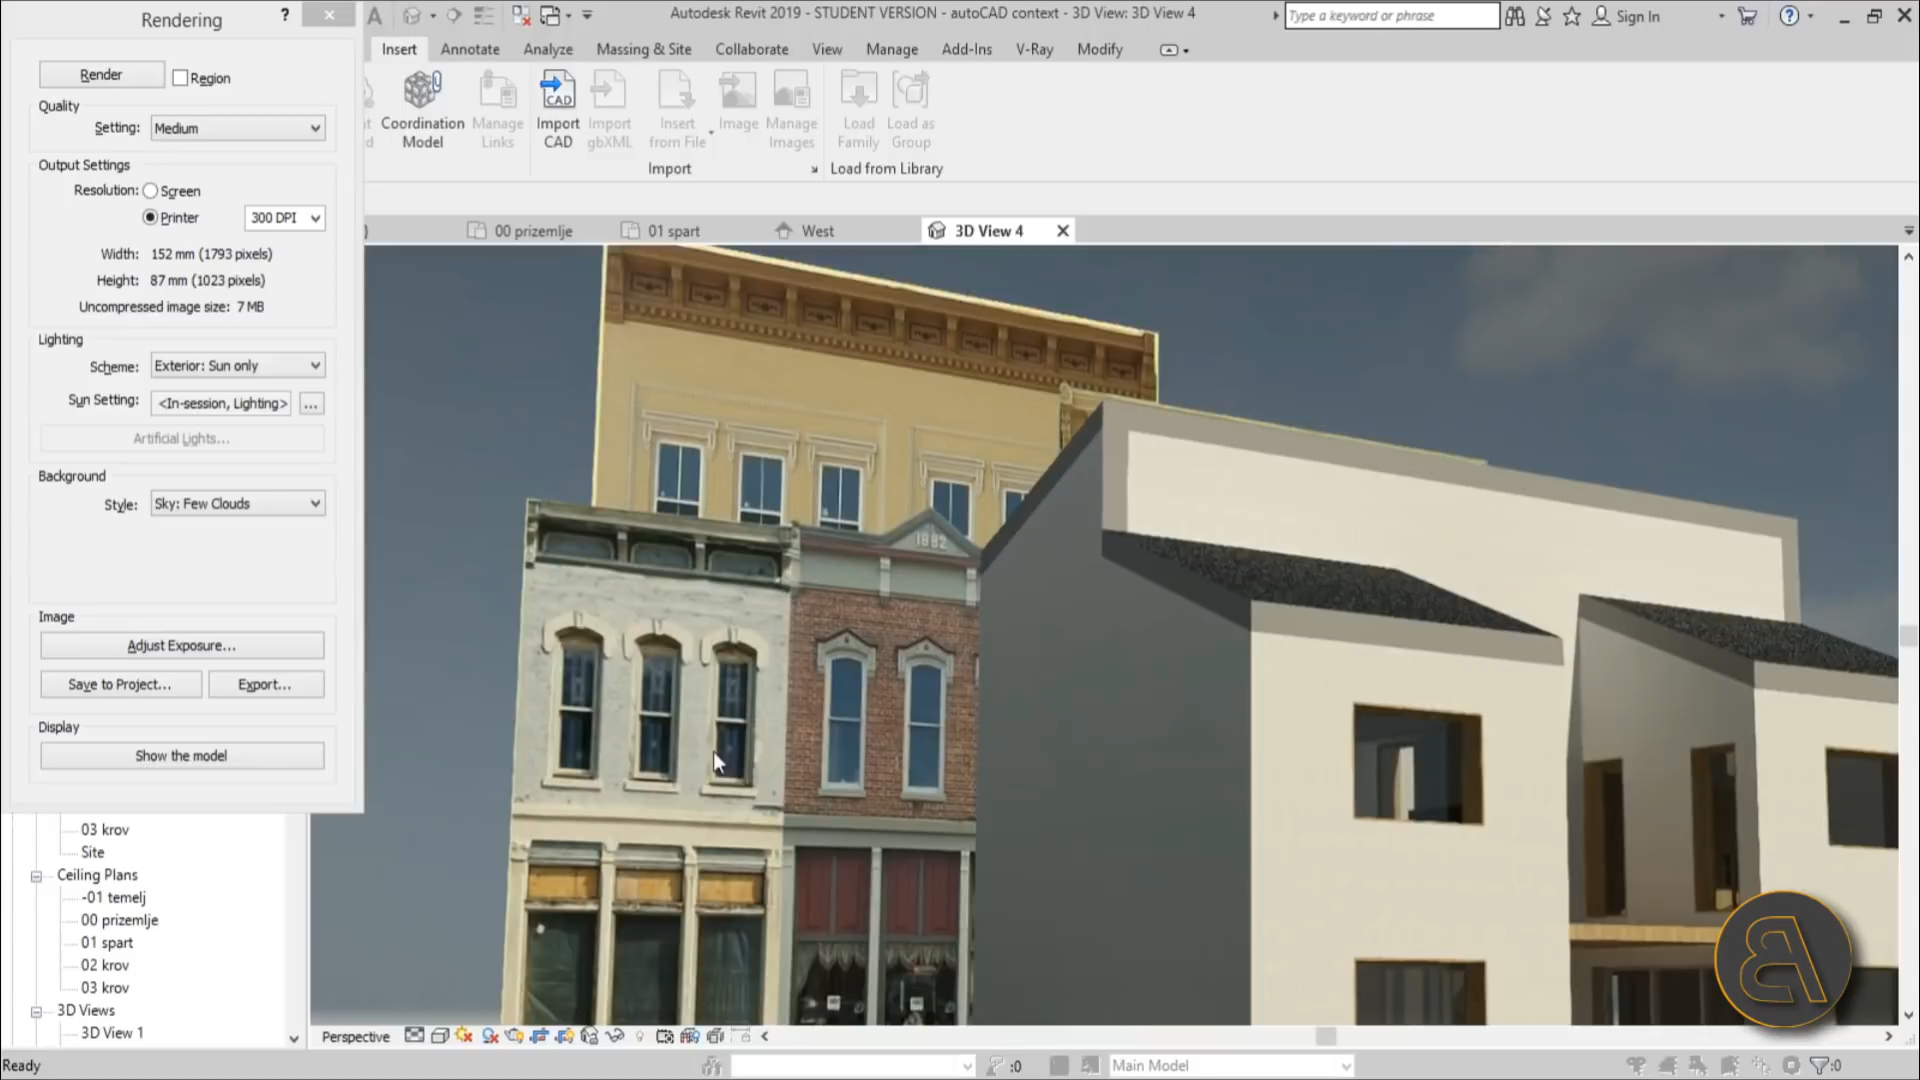 Rendering
?
Autodesk Revit 2019 - STUDENT VERSION - autoCAD context - 3D View: 3D View 4
Type a keyword or phrase
Sign In
Insert
Annotate
Analyze
Massing & Site
Collaborate
View
Manage
Add-Ins
V-Ray
Modify
Render
Region
Quality
Setting:
Medium
Coordination
Model
Manage
Links
Import
CAD
Import
gbXML
Insert
from File
Image
Manage
Images
Load
Family
Load as
Group
Import
Load from Library
Output Settings
Resolution:
Screen
Printer
300 DPI
Width: 152 mm (1793 pixels)
Height: 87 mm (1023 pixels)
Uncompressed image size: 7 MB
00 prizemlje
01 spart
West
3D View 4
Lighting
Scheme:
Exterior: Sun only
Sun Setting:
<In-session, Lighting>
...
Artificial Lights...
Background
Style:
Sky: Few Clouds
1882
Image
Adjust Exposure...
Save to Project...
Export...
Display
Show the model
03 krov
Site
Ceiling Plans
-01 temelj
00 prizemlje
01 spart
02 krov
03 krov
3D Views
3D View 1
Perspective
Ready
:0
Main Model
:0